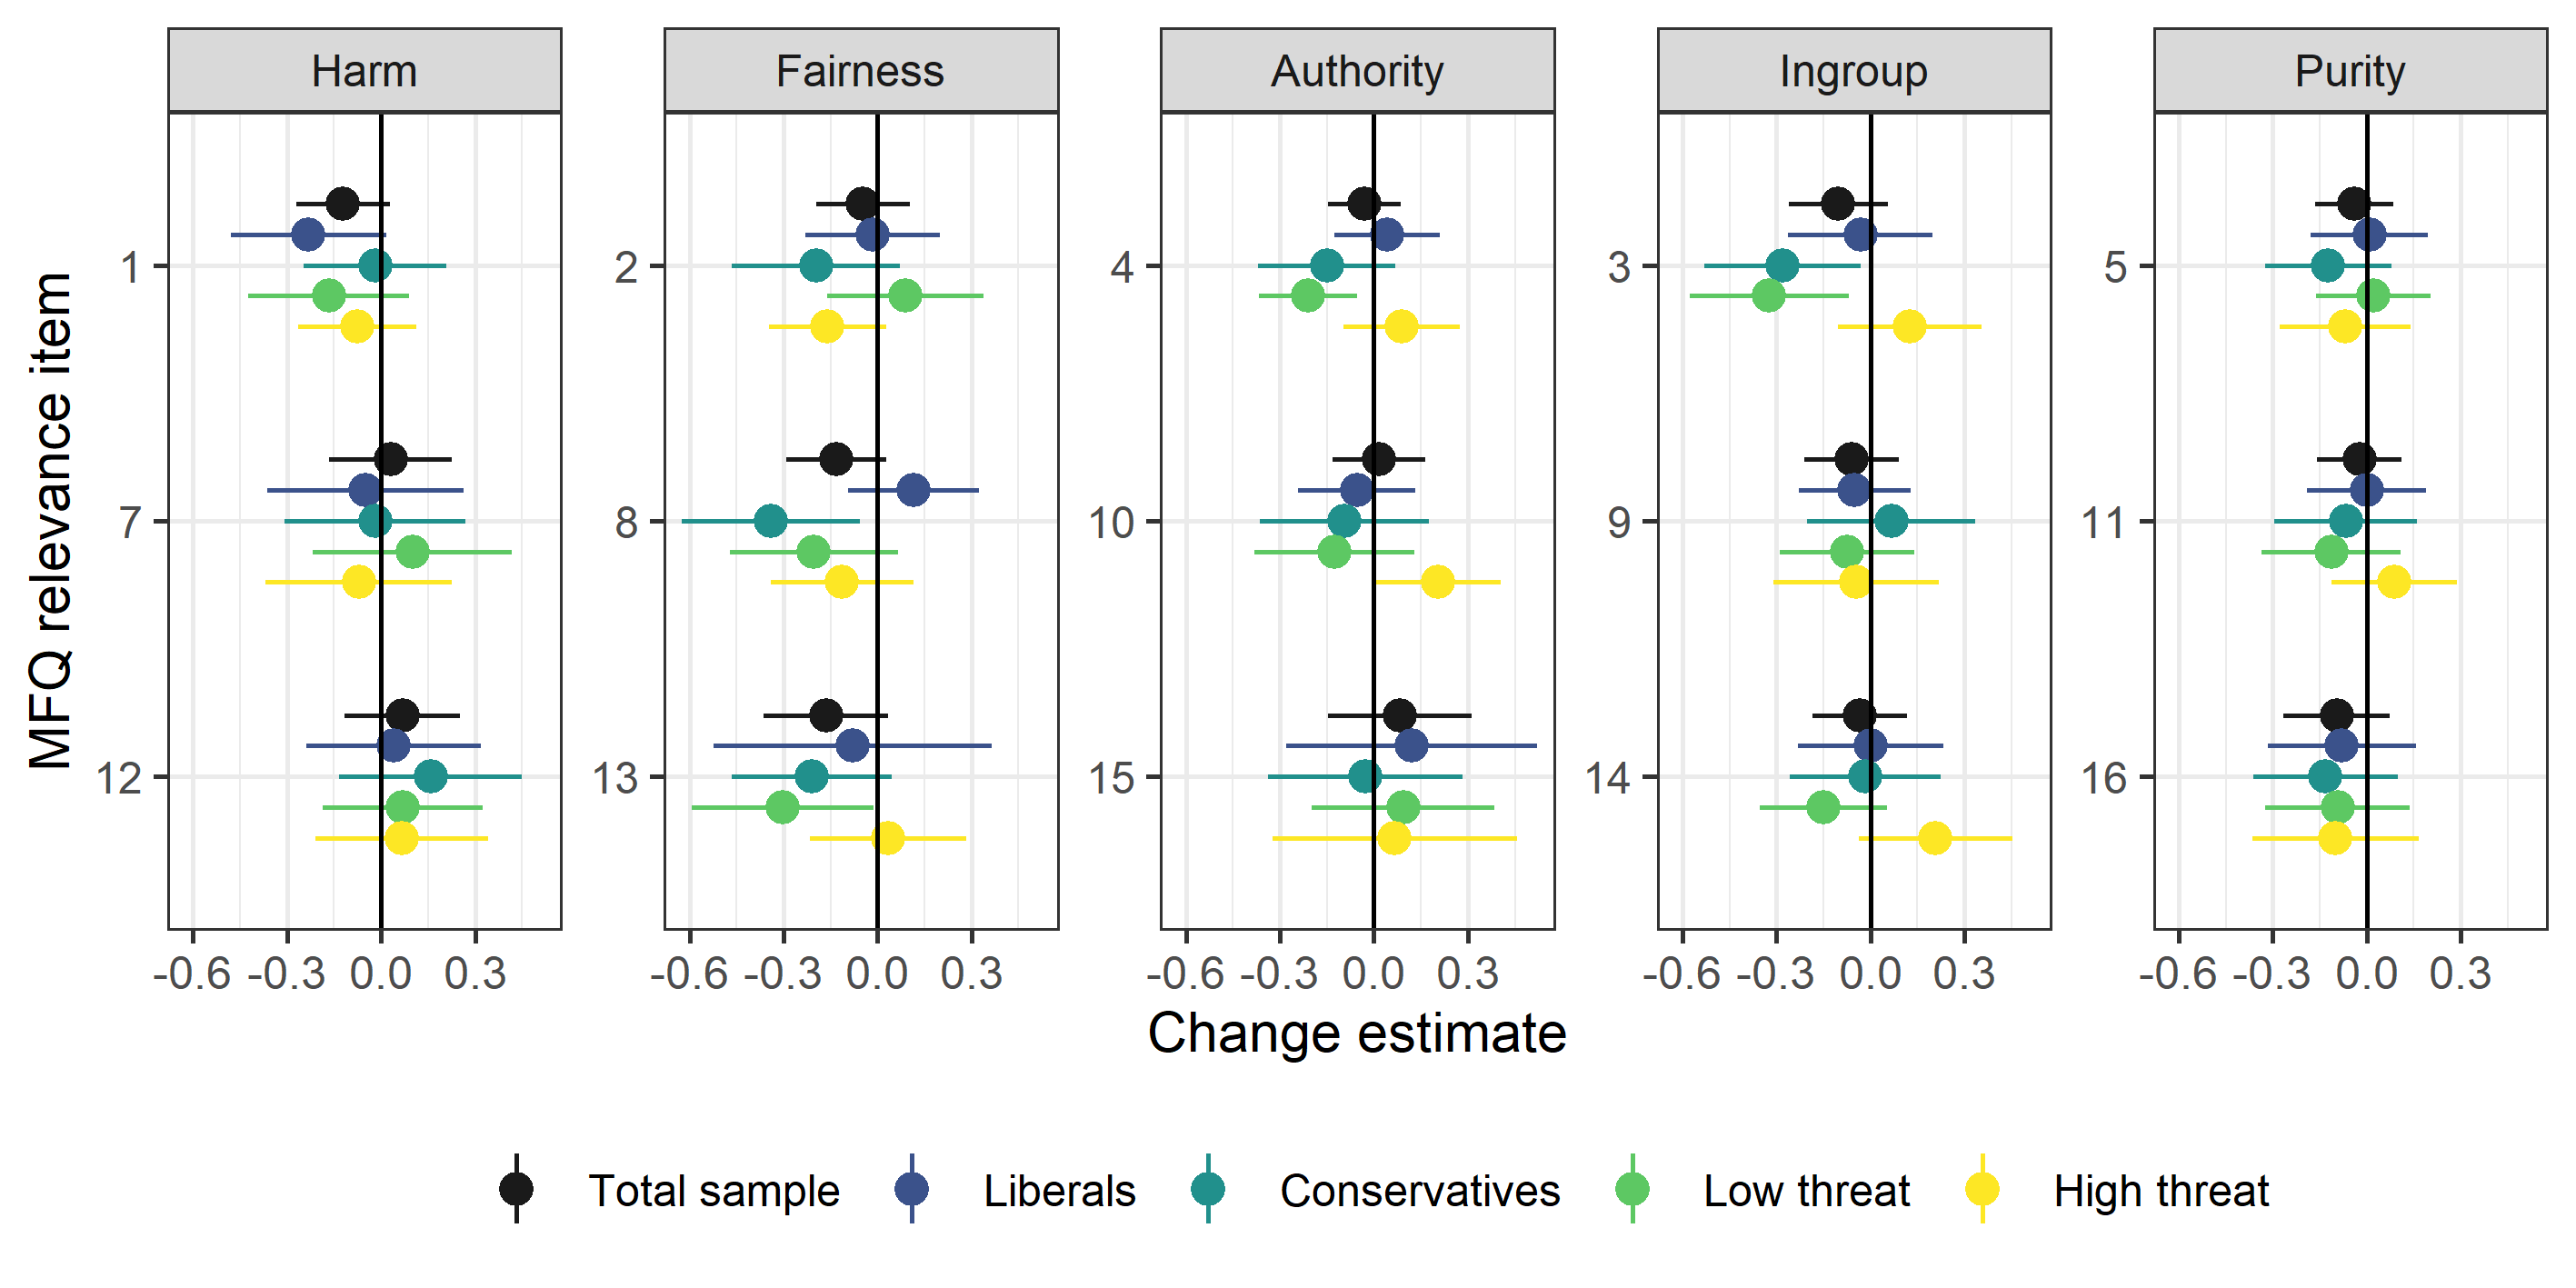 Harm Fairness Authority Ingroup Purity
MFQ relevance item
1 2 4 3 5
7 8 10 9 11
12 13 15 14 16
-0.6 -0.3 0.0 0.3 -0.6 -0.3 0.0 0.3 -0.6 -0.3 0.0 0.3 -0.6 -0.3 0.0 0.3 -0.6 -0.3 0.0 0.3
Change estimate
Total sample Liberals Conservatives Low threat High threat